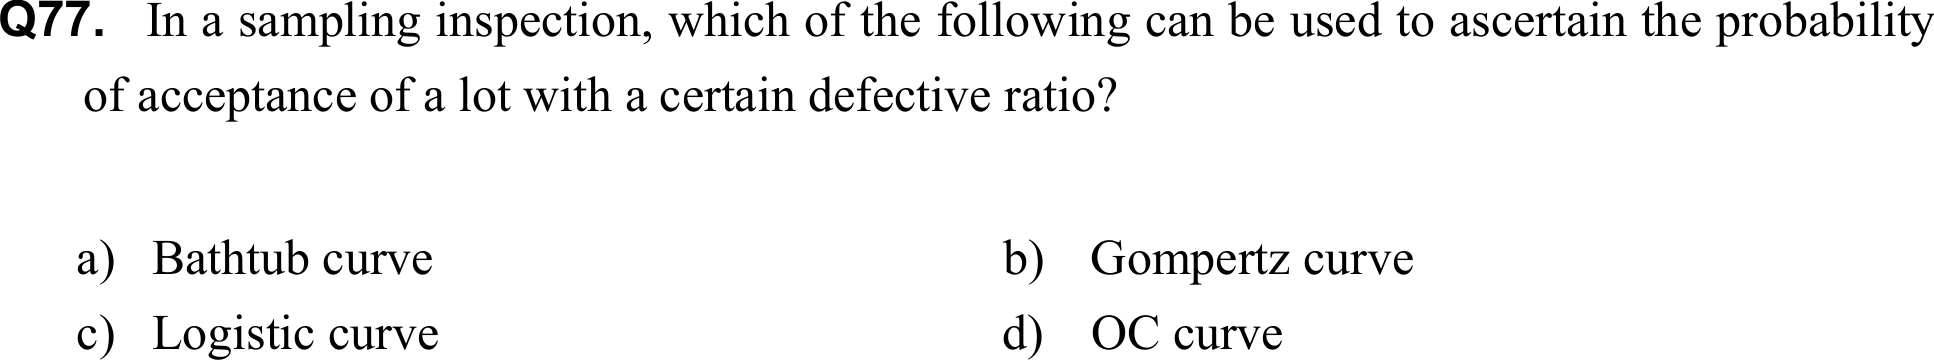 Q77. In a sampling inspection, which of the following can be used to ascertain the probability
of acceptance of a lot with a certain defective ratio?
a) Bathtub curve b) Gompertz curve
c) Logistic curve d) OC curve